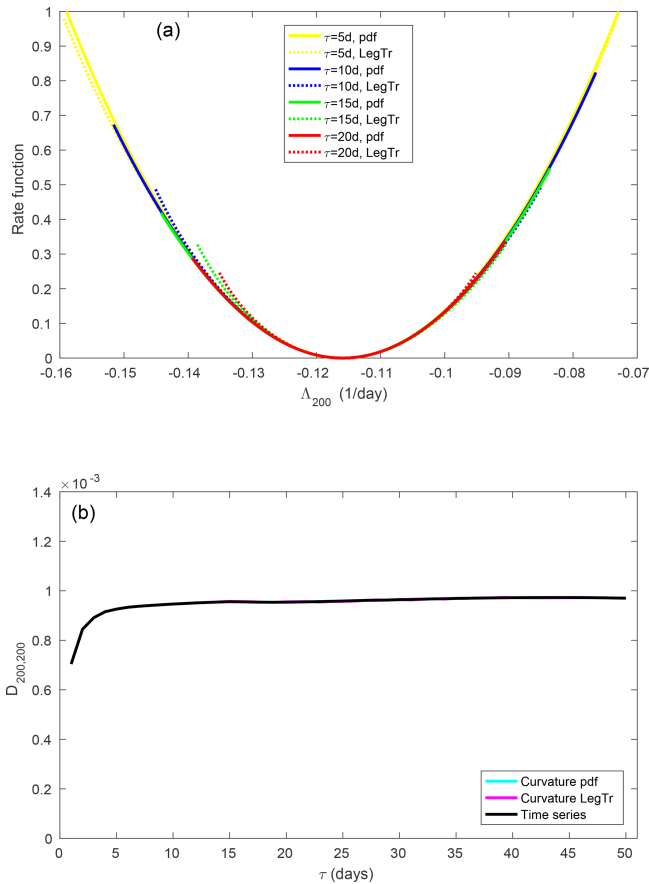 (a)
1
0.9
0.8
0.7
0.6
0.5
0.4
0.3
0.2
0.1
0
Rate function
τ=5d, pdf
τ=5d, LegTr
τ=10d, pdf
τ=10d, LegTr
τ=15d, pdf
τ=15d, LegTr
τ=20d, pdf
τ=20d, LegTr
-0.16 -0.15 -0.14 -0.13 -0.12 -0.11 -0.1 -0.09 -0.08 -0.07
Λ200 (1/day)
×10-3
(b)
1.4
1.2
1
0.8
0.6
0.4
0.2
0
D200,200
Curvature pdf
Curvature LegTr
Time series
0 5 10 15 20 25 30 35 40 45 50
τ (days)